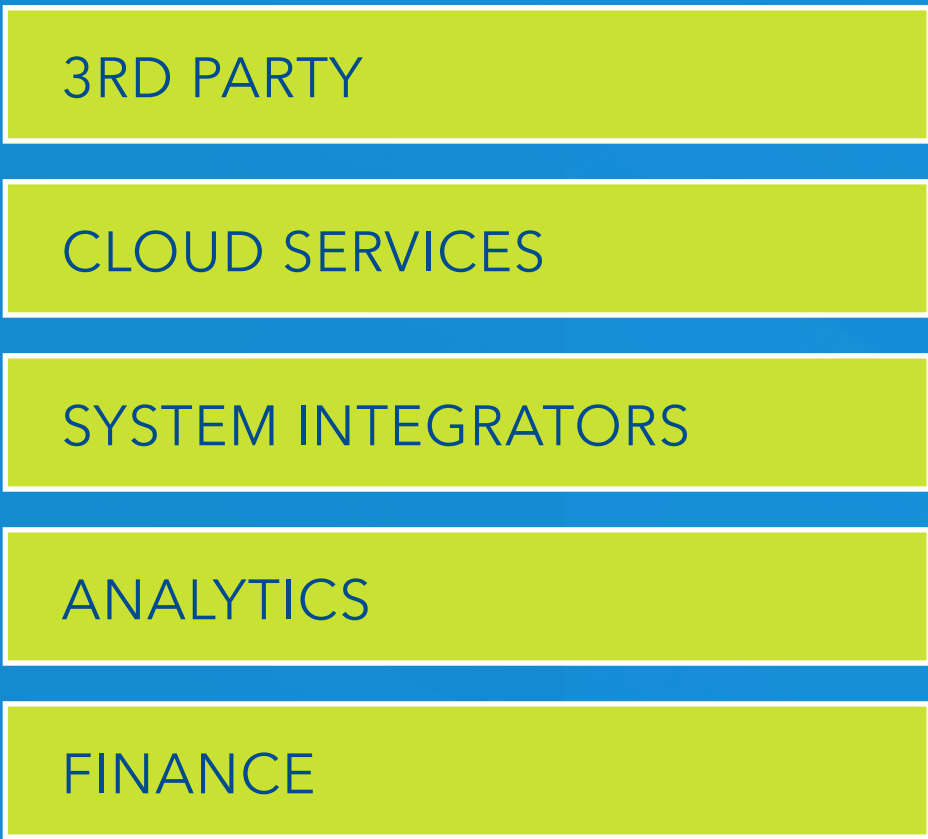 3RD PARTY
CLOUD SERVICES
SYSTEM INTEGRATORS
ANALYTICS
FINANCE